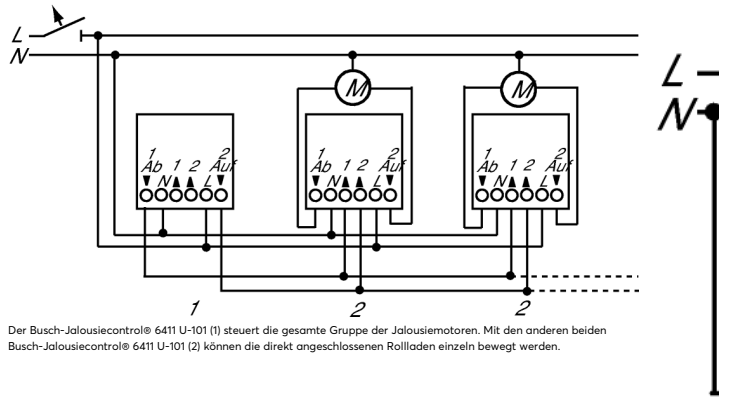 L
N
M
M
L
N
1 2
Ab N 1 2 L Auf
1 2
Ab N 1 2 L Auf
1 2
Ab N 1 2 L Auf
1
2
2
Der Busch-Jalousiecontrol® 6411 U-101 (1) steuert die gesamte Gruppe der Jalousiemotoren. Mit den anderen beiden
Busch-Jalousiecontrol® 6411 U-101 (2) können die direkt angeschlossenen Rollladen einzeln bewegt werden.